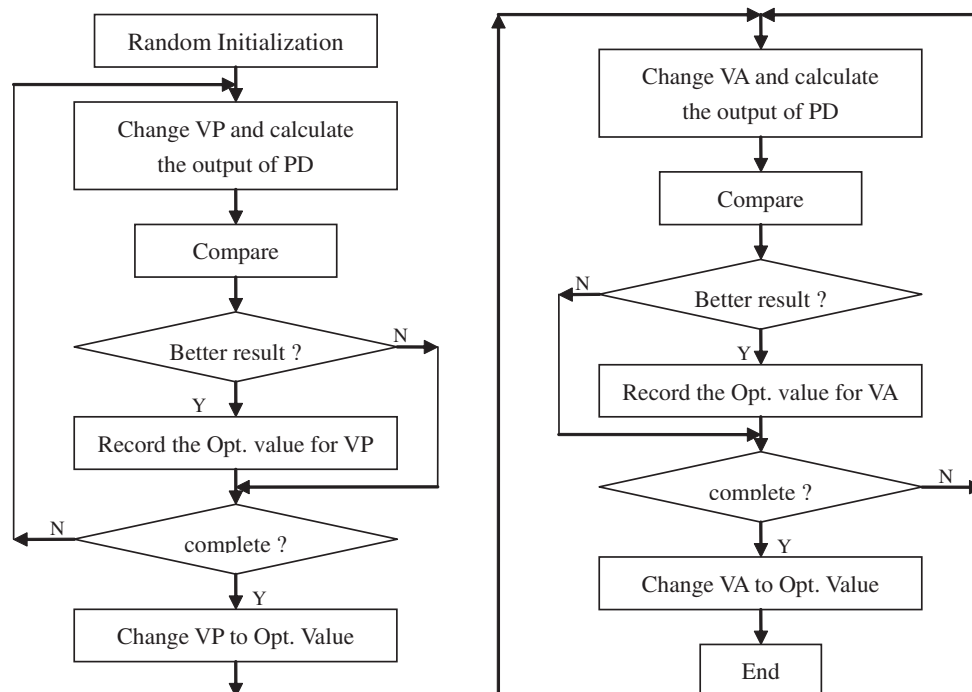 Random Initialization
Change VP and calculate
the output of PD
Compare
Better result ?
N
Y
Record the Opt. value for VP
N
complete ?
Y
Change VP to Opt. Value
Change VA and calculate
the output of PD
Compare
N
Better result ?
Y
Record the Opt. value for VA
complete ?
N
Y
Change VA to Opt. Value
End